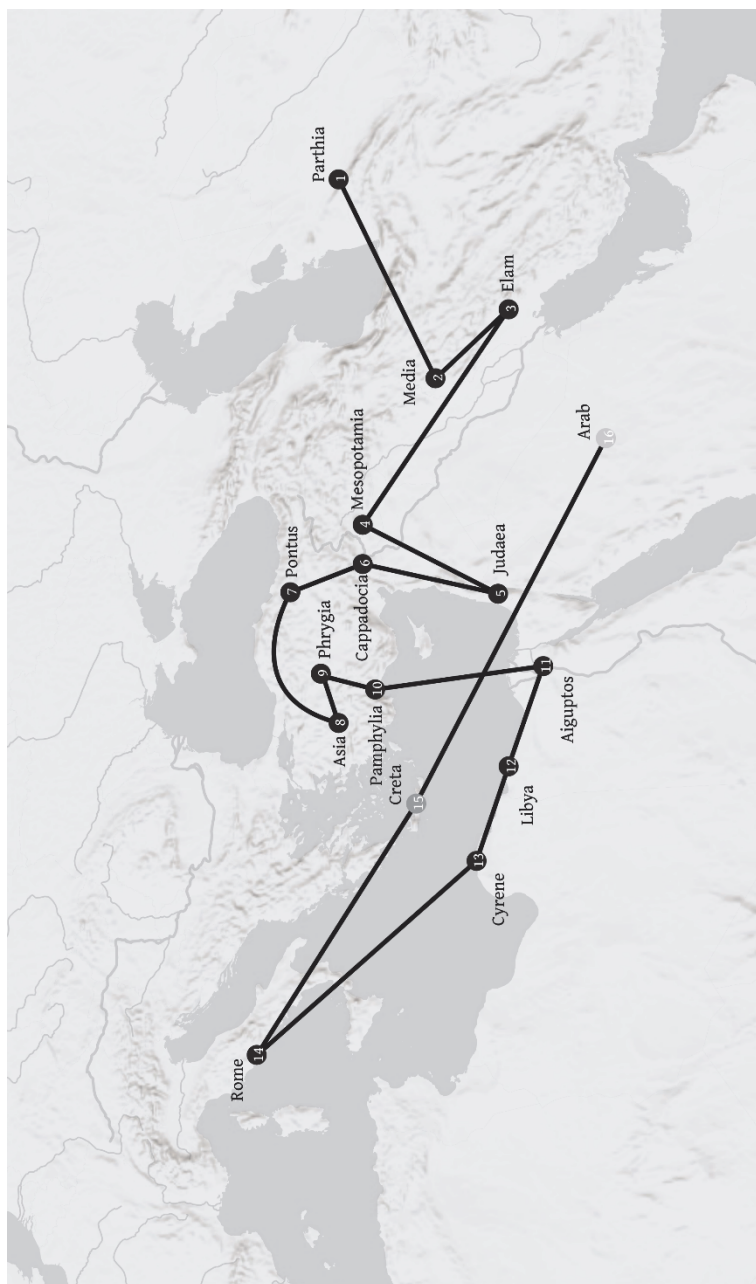 Parthia
1
Media
2
Elam
3
Mesopotamia
4
Judaea
5
Cappadocia
6
Pontus
7
Asia
8
Phrygia
9
Pamphylia
10
Aiguptos
11
Libya
12
Cyrene
13
Rome
14
Creta
15
Arab
16